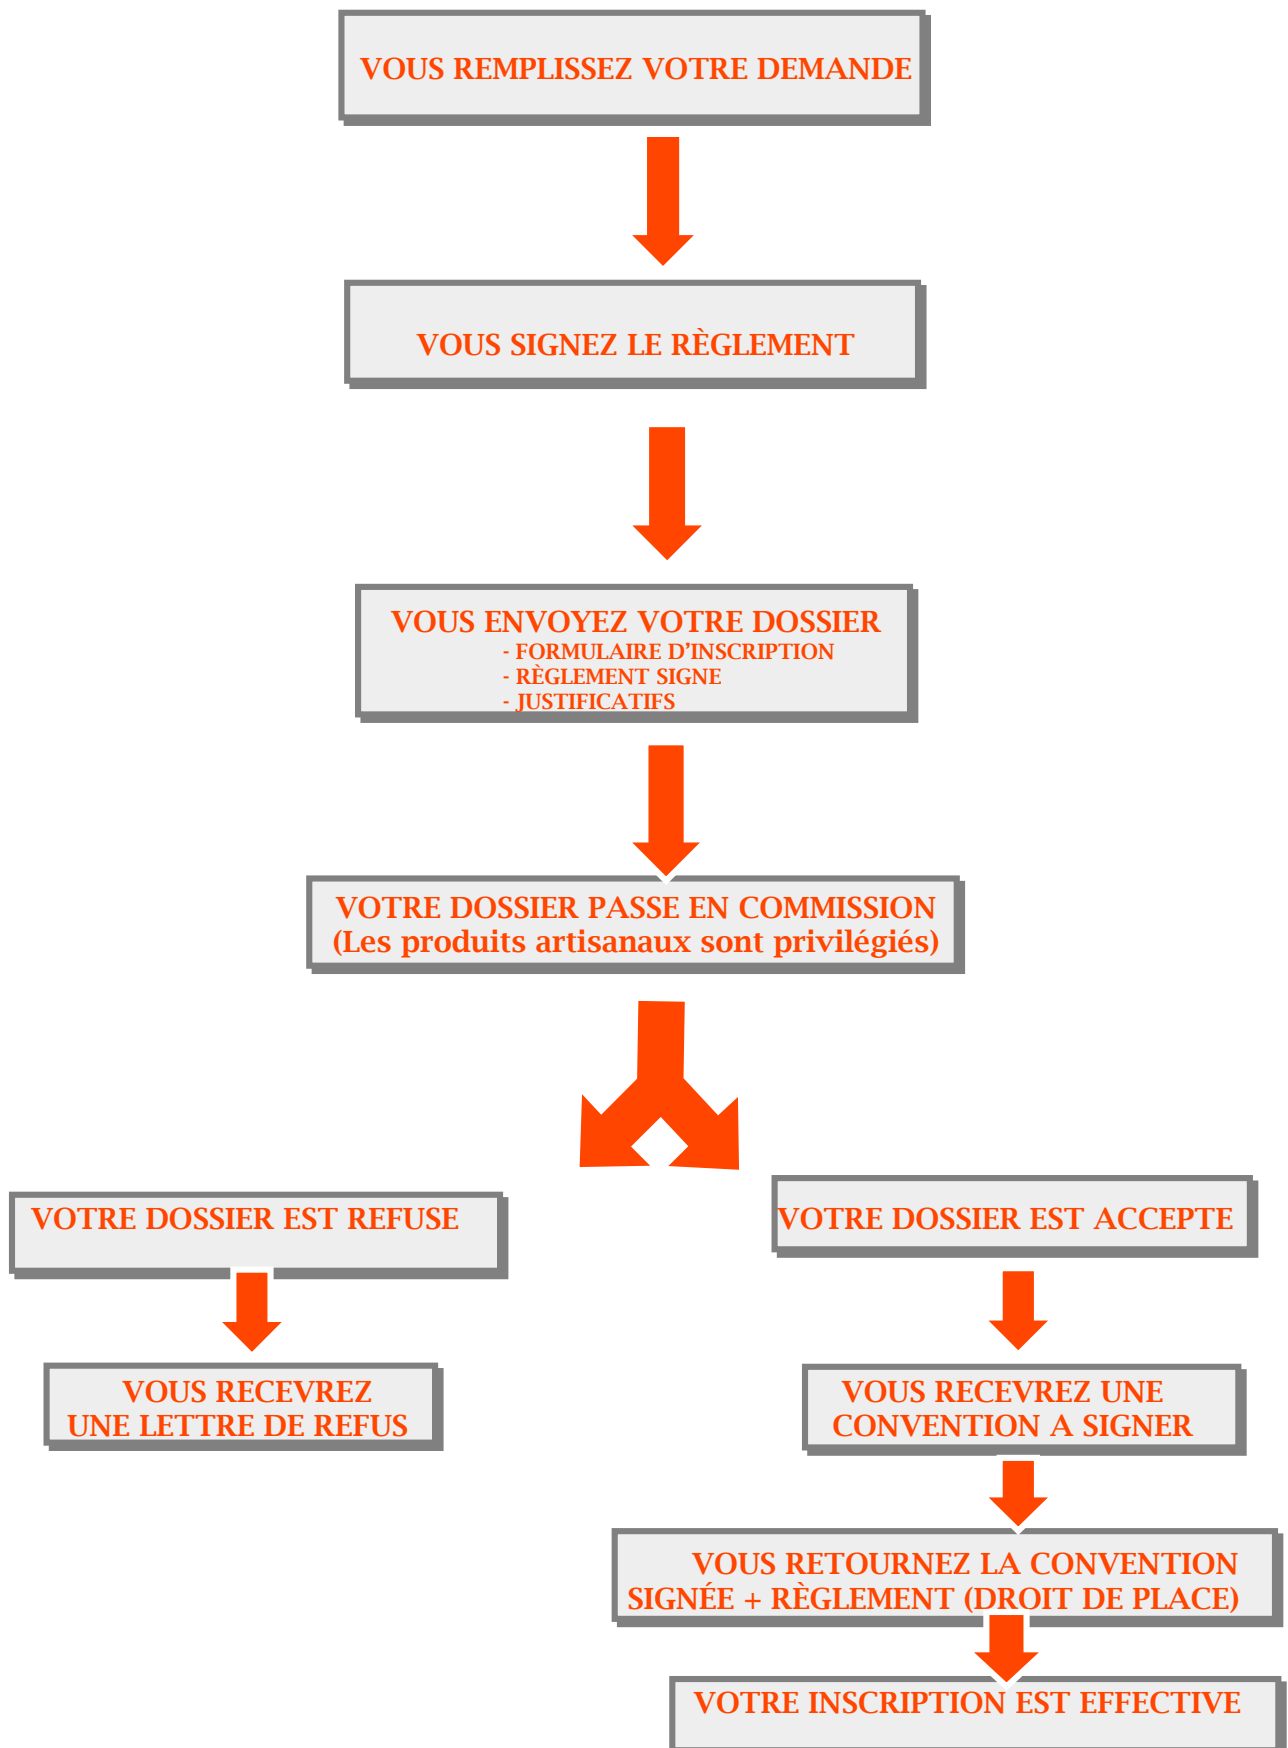 VOUS REMPLISSEZ VOTRE DEMANDE
VOUS SIGNEZ LE RÈGLEMENT
VOUS ENVOYEZ VOTRE DOSSIER
- FORMULAIRE D'INSCRIPTION
- RÈGLEMENT SIGNE
- JUSTIFICATIFS
VOTRE DOSSIER PASSE EN COMMISSION
(Les produits artisanaux sont privilégiés)
VOTRE DOSSIER EST REFUSE
VOUS RECEVREZ
UNE LETTRE DE REFUS
VOTRE DOSSIER EST ACCEPTE
VOUS RECEVREZ UNE
CONVENTION A SIGNER
VOUS RETOURNEZ LA CONVENTION
SIGNÉE + RÈGLEMENT (DROIT DE PLACE)
VOTRE INSCRIPTION EST EFFECTIVE